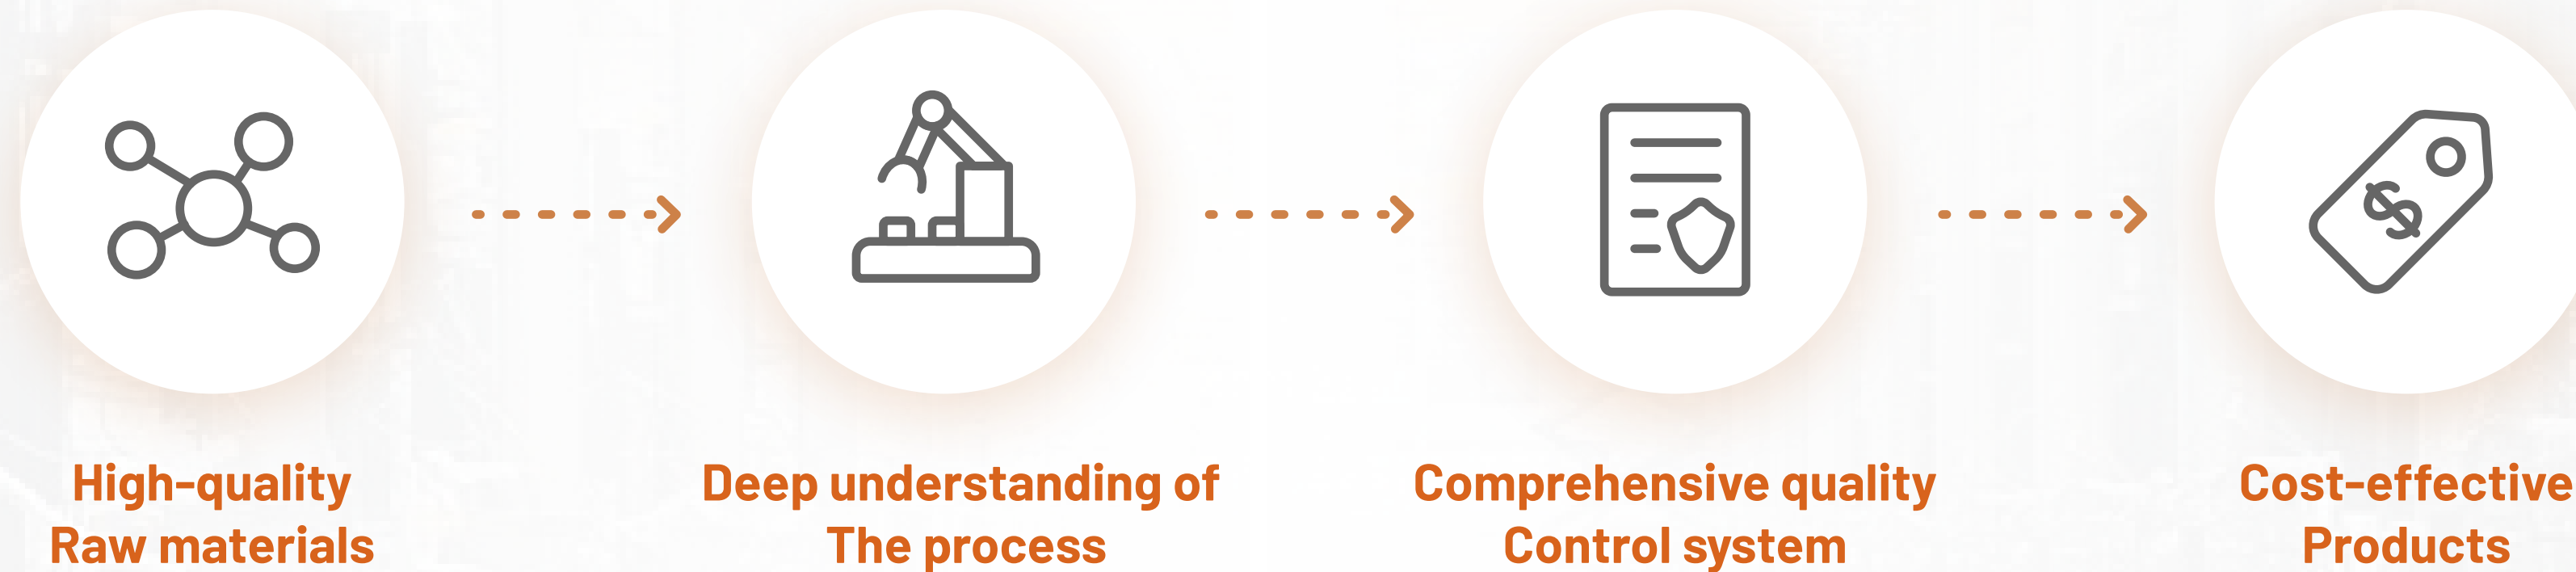 High-quality
Raw materials
Deep understanding of
The process
Comprehensive quality
Control system
$
Cost-effective
Products